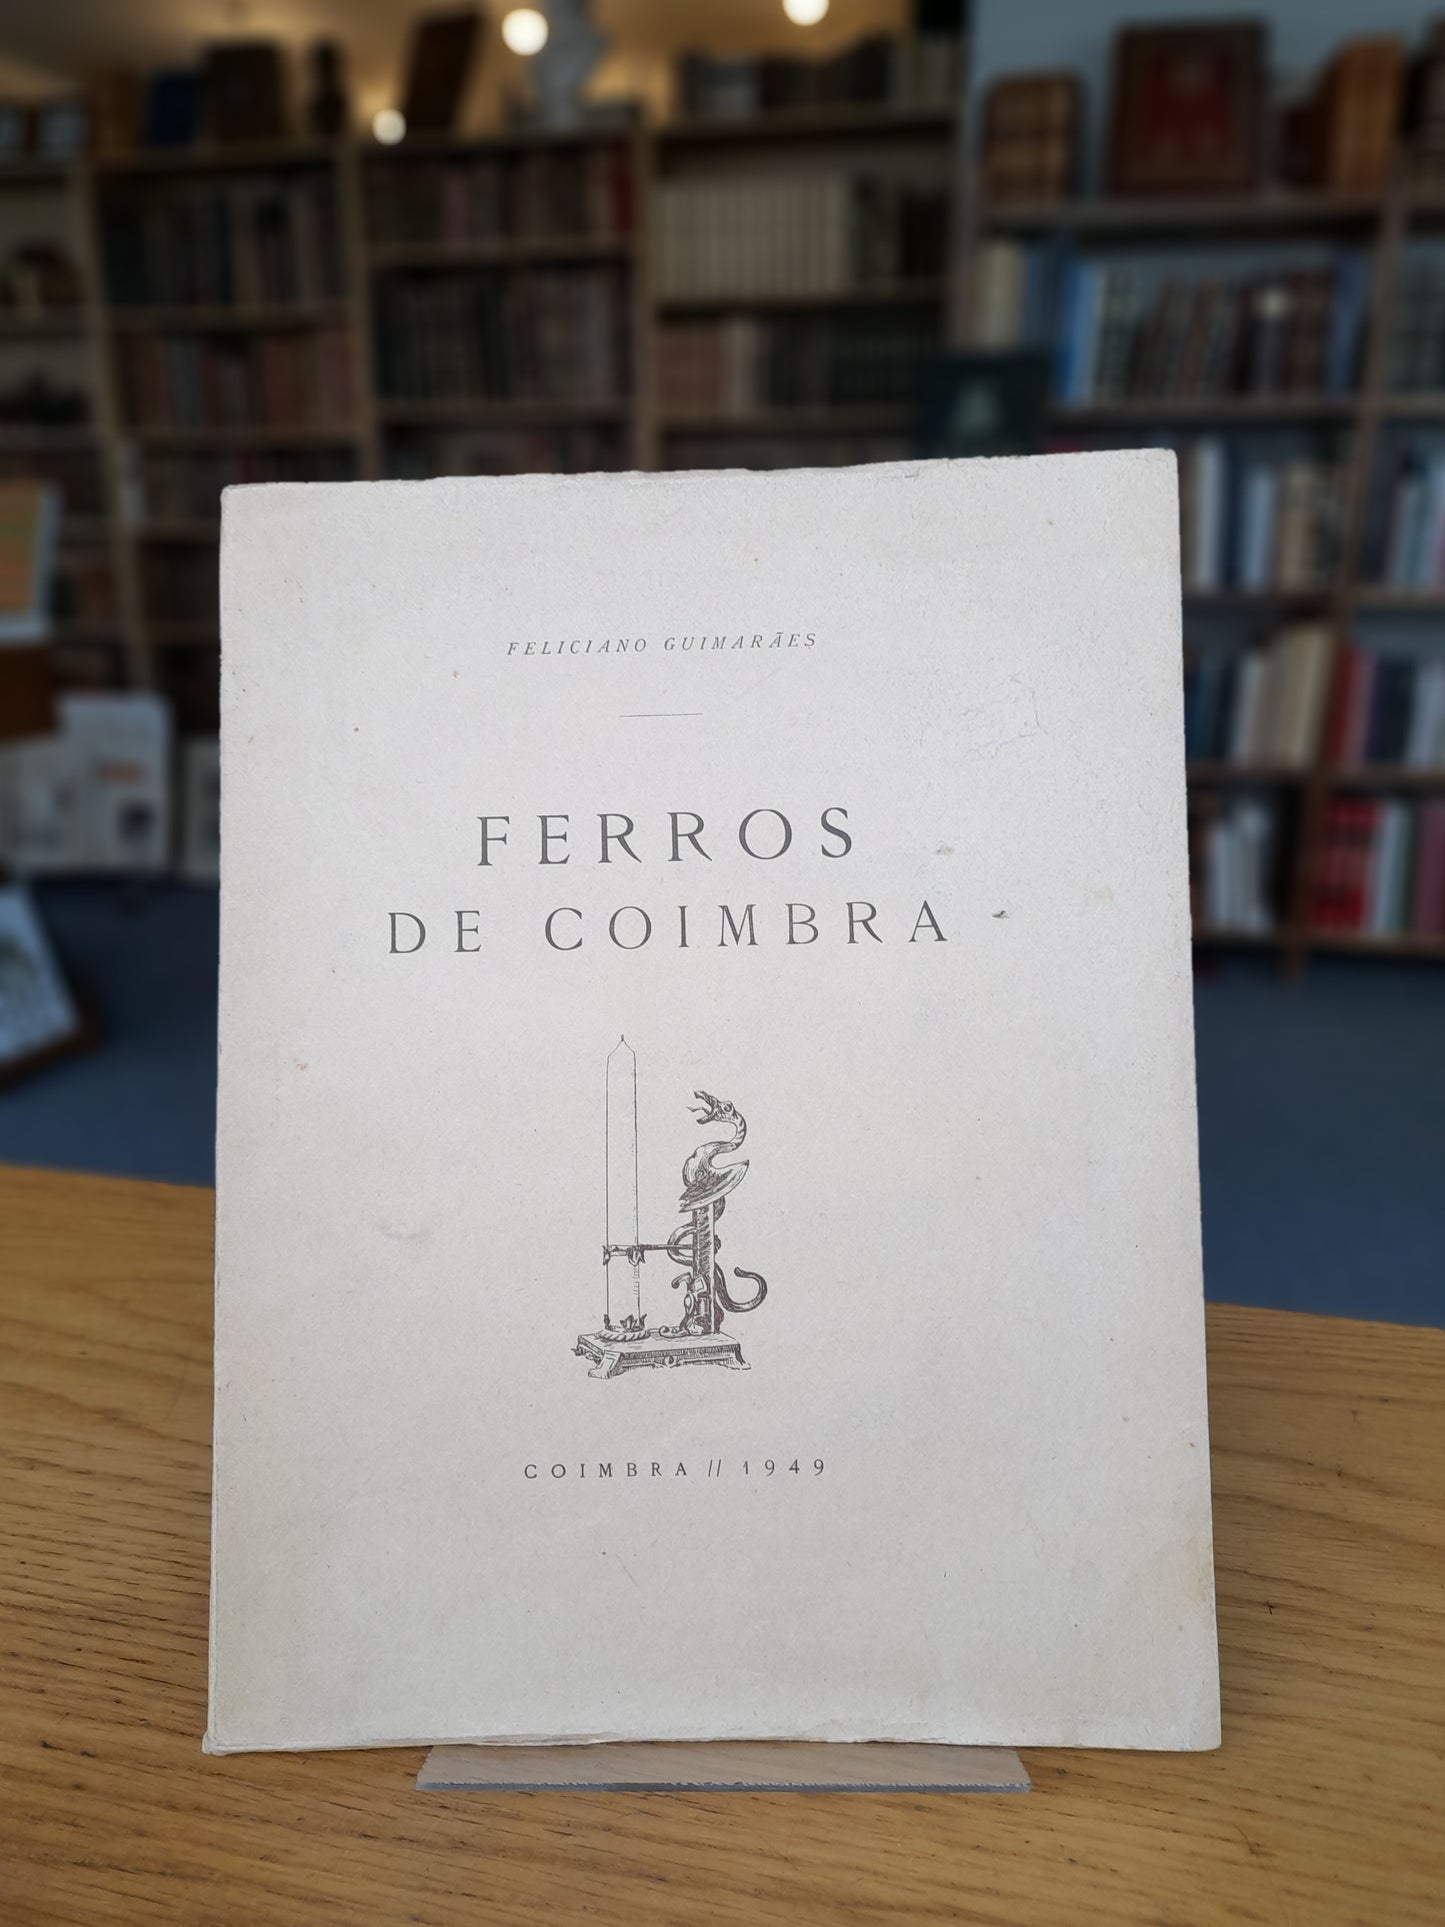 FELICIANO GUIMARÃES
FERROS
DE COIMBRA
COIMBRA // 1949